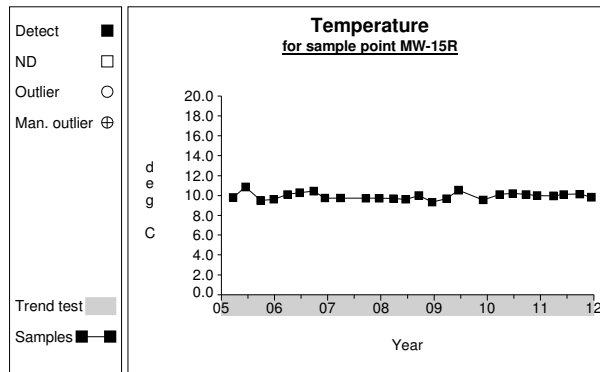 Detect
ND
Outlier
Man. outlier
Trend test
Samples
Temperature
for sample point MW-15R
deg C
20.0
18.0
16.0
14.0
12.0
10.0
8.0
6.0
4.0
2.0
0.0
05 06 07 08 09 10 11 12
Year